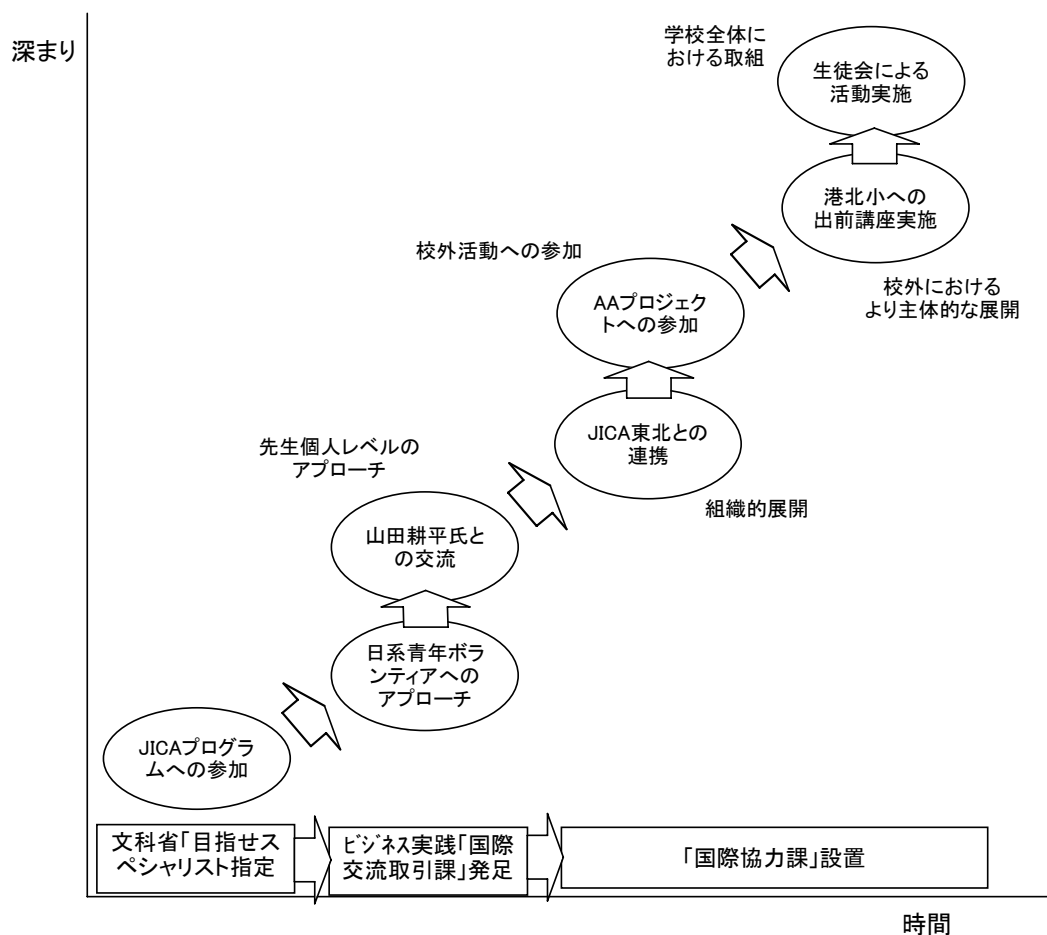 深まり
学校全体に
おける取組
生徒会による
活動実施
港北小への
出前講座実施
校外活動への参加
校外における
より主体的な展開
AAプロジェク
トへの参加
先生個人レベルの
アプローチ
JICA東北との
連携
組織的展開
山田耕平氏と
の交流
日系青年ボラ
ンティアへの
アプローチ
JICAプログラ
ムへの参加
文科省「目指せス
ペシャリスト指定
ビジネス実践「国際
交流取引課」発足
「国際協力課」設置
時間